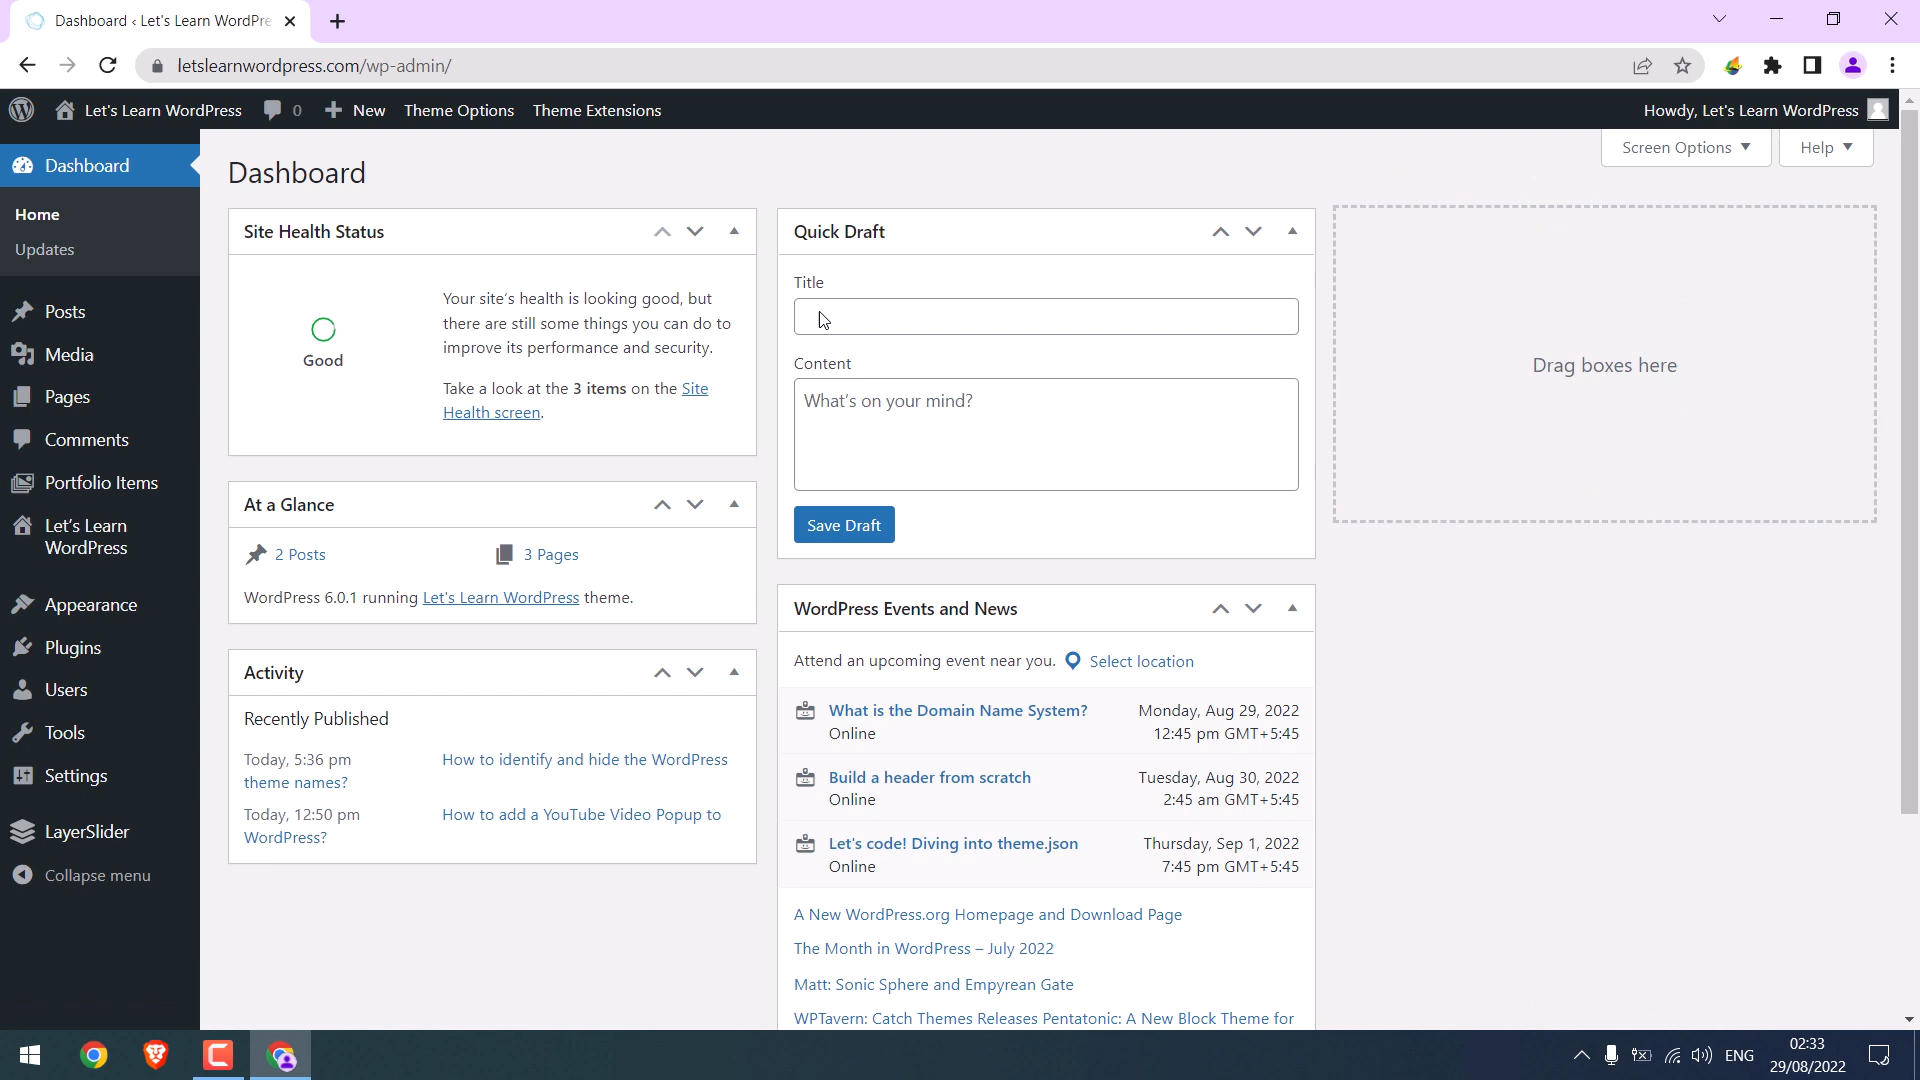 Dashboard ‹ Let's Learn WordPre
letslearnwordpress.com/wp-admin/
Let's Learn WordPress 0 New Theme Options Theme Extensions
Howdy, Let's Learn WordPress
Screen Options Help
Dashboard
Home
Updates
Posts
Media
Pages
Comments
Portfolio Items
Let's Learn
WordPress
Appearance
Plugins
Users
Tools
Settings
LayerSlider
Collapse menu
Dashboard
Site Health Status
Good
Your site's health is looking good, but
there are still some things you can do to
improve its performance and security.
Take a look at the 3 items on the Site
Health screen.
At a Glance
2 Posts 3 Pages
WordPress 6.0.1 running Let's Learn WordPress theme.
Activity
Recently Published
Today, 5:36 pm How to identify and hide the WordPress
theme names?
Today, 12:50 pm How to add a YouTube Video Popup to
WordPress?
Quick Draft
Title
Content
What's on your mind?
Save Draft
WordPress Events and News
Attend an upcoming event near you. Select location
What is the Domain Name System? Monday, Aug 29, 2022
Online 12:45 pm GMT+5:45
Build a header from scratch Tuesday, Aug 30, 2022
Online 2:45 am GMT+5:45
Let's code! Diving into theme.json Thursday, Sep 1, 2022
Online 7:45 pm GMT+5:45
A New WordPress.org Homepage and Download Page
The Month in WordPress – July 2022
Matt: Sonic Sphere and Empyrean Gate
WPTavern: Catch Themes Releases Pentatonic: A New Block Theme for
Drag boxes here
ENG
02:33
29/08/2022